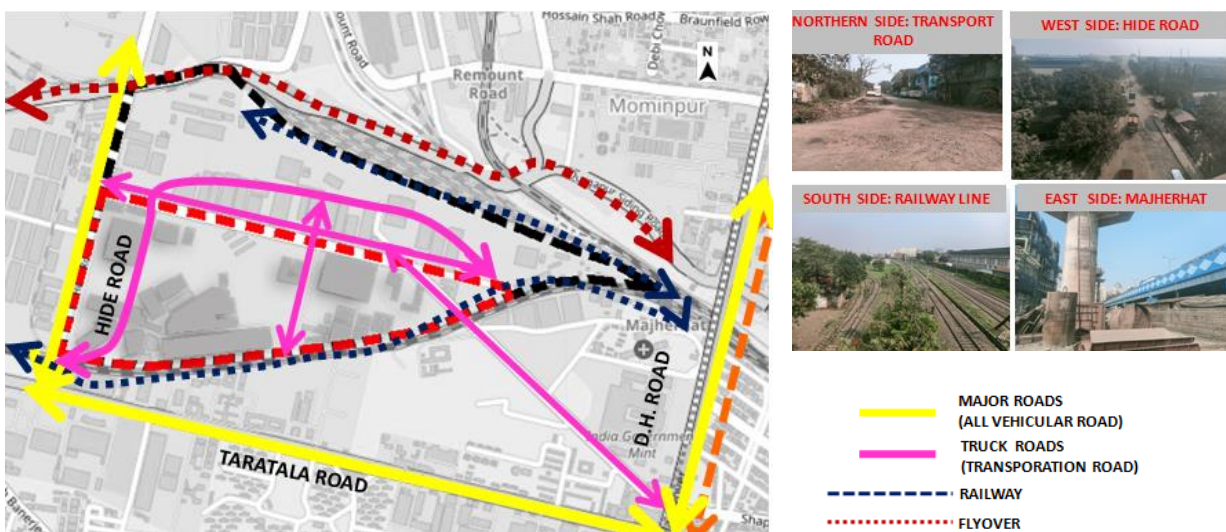 Hossain Shah Road
Braunfield Row
Remount
Road
Mominpur
N
HIDE ROAD
Majherhat
D.H. ROAD
India Government
Mint
TARATALA ROAD
NORTHERN SIDE: TRANSPORT
ROAD
WEST SIDE: HIDE ROAD
SOUTH SIDE: RAILWAY LINE
EAST SIDE: MAJHERHAT
MAJOR ROADS
(ALL VEHICULAR ROAD)
TRUCK ROADS
(TRANSPORATION ROAD)
RAILWAY
FLYOVER